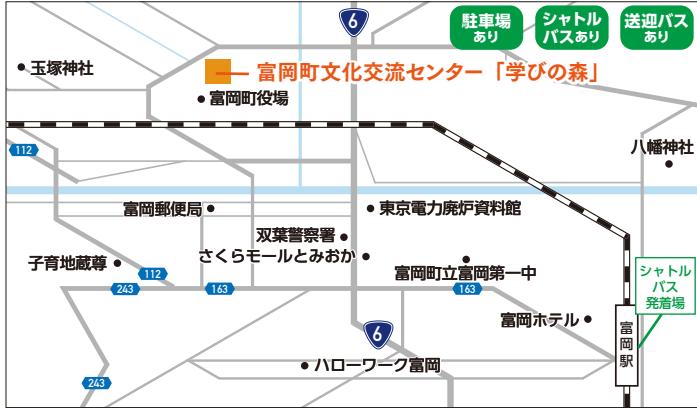 6
駐車場
あり
シャトル
バスあり
送迎バス
あり
玉塚神社
富岡町文化交流センター「学びの森」
富岡町役場
112
八幡神社
富岡郵便局
東京電力廃炉資料館
双葉警察署
さくらモールとみおか
子育地蔵尊
112
富岡町立富岡第一中
シャトル
バス
発着場
243
163
163
富岡ホテル
富岡駅
6
ハローワーク富岡
243